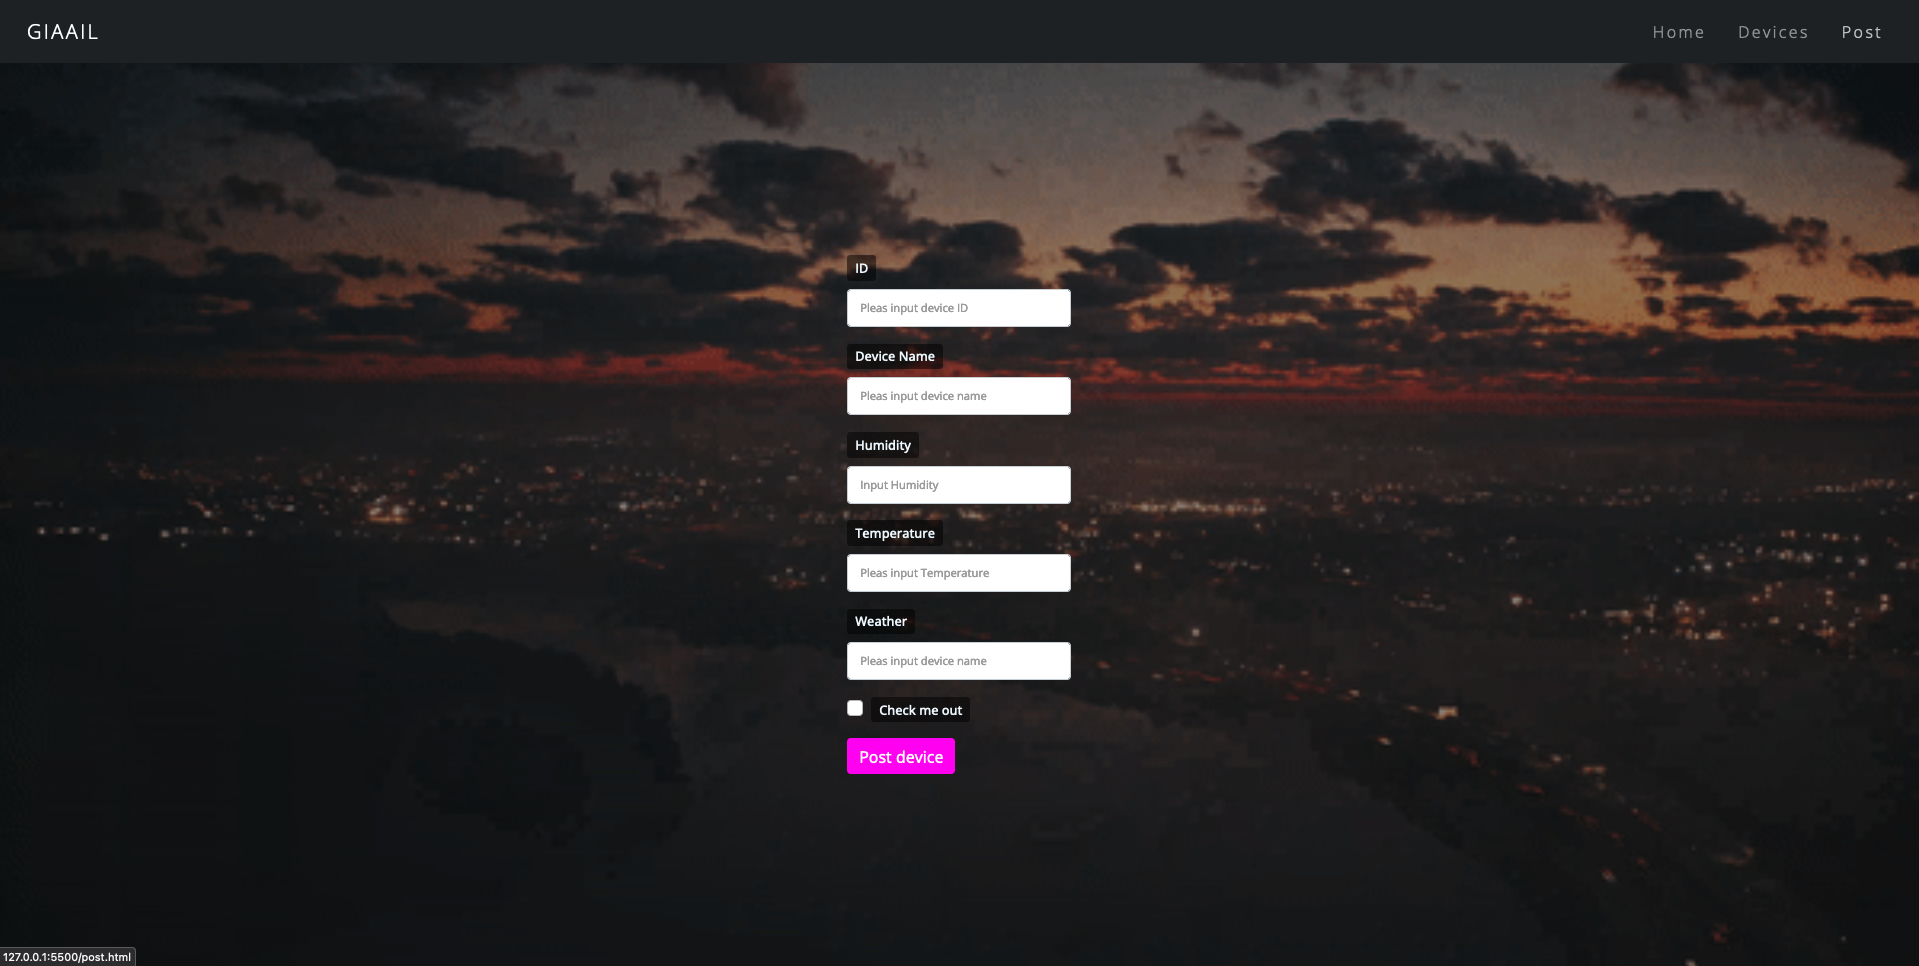 GIAAIL
Home Devices Post
ID
Pleas input device ID
Device Name
Pleas input device name
Humidity
Input Humidity
Temperature
Pleas input Temperature
Weather
Pleas input device name
Check me out
Post device
127.0.0.1:5500/post.html